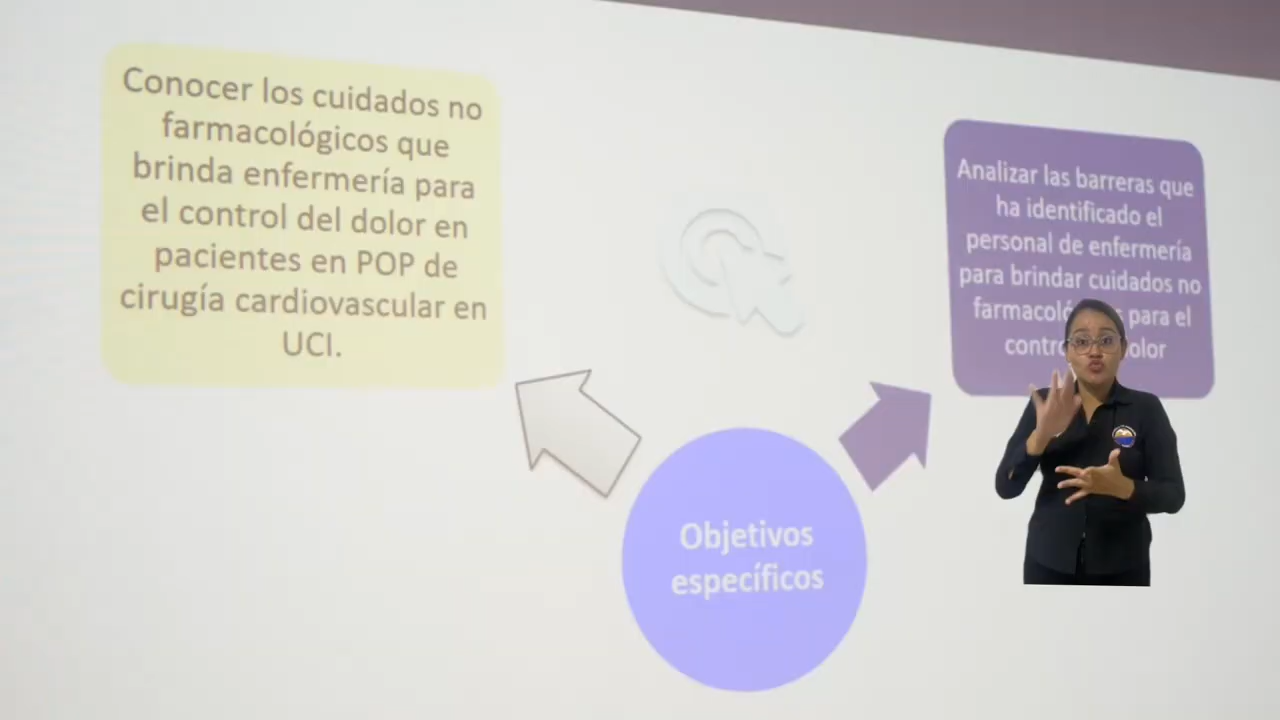 Conocer los cuidados no
farmacológicos que
brinda enfermería para
el control del dolor en
pacientes en POP de
cirugía cardiovascular en
UCI.
Analizar las barreras que
ha identificado el
personal de enfermería
para brindar cuidados no
para el
Objetivos
específicos